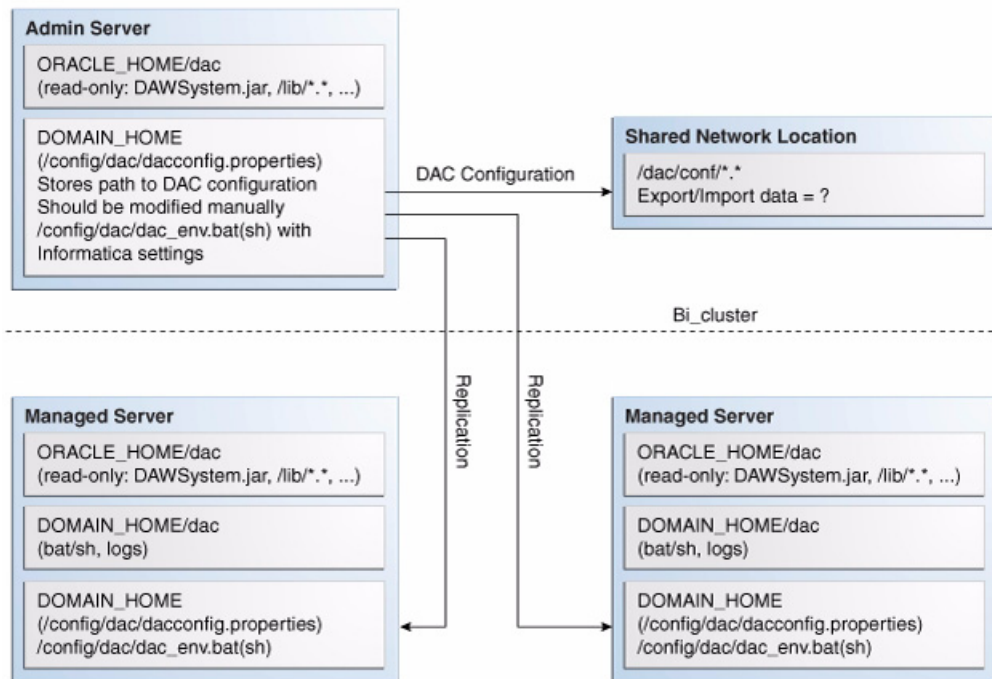 Admin Server
ORACLE_HOME/dac
(read-only: DAWSystem.jar, /lib/*.*, ...)
DOMAIN_HOME
(/config/dac/dacconfig.properties)
Stores path to DAC configuration
Should be modified manually
/config/dac/dac_env.bat(sh) with
Informatica settings
DAC Configuration
Shared Network Location
/dac/conf/*.*
Export/Import data = ?
Bi_cluster
Replication
Replication
Managed Server
ORACLE_HOME/dac
(read-only: DAWSystem.jar, /lib/*.*, ...)
DOMAIN_HOME/dac
(bat/sh, logs)
DOMAIN_HOME
(/config/dac/dacconfig.properties)
/config/dac/dac_env.bat(sh)
Managed Server
ORACLE_HOME/dac
(read-only: DAWSystem.jar, /lib/*.*, ...)
DOMAIN_HOME/dac
(bat/sh, logs)
DOMAIN_HOME
(/config/dac/dacconfig.properties)
/config/dac/dac_env.bat(sh)